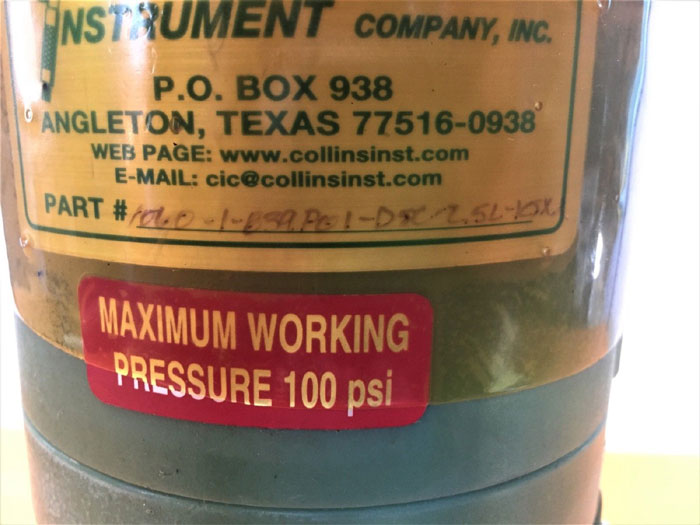 INSTRUMENT COMPANY, INC.
P.O. BOX 938
ANGLETON, TEXAS 77516-0938
WEB PAGE: www.collinsinst.com
E-MAIL: cic@collinsinst.com
PART #
MAXIMUM WORKING
PRESSURE 100 psi